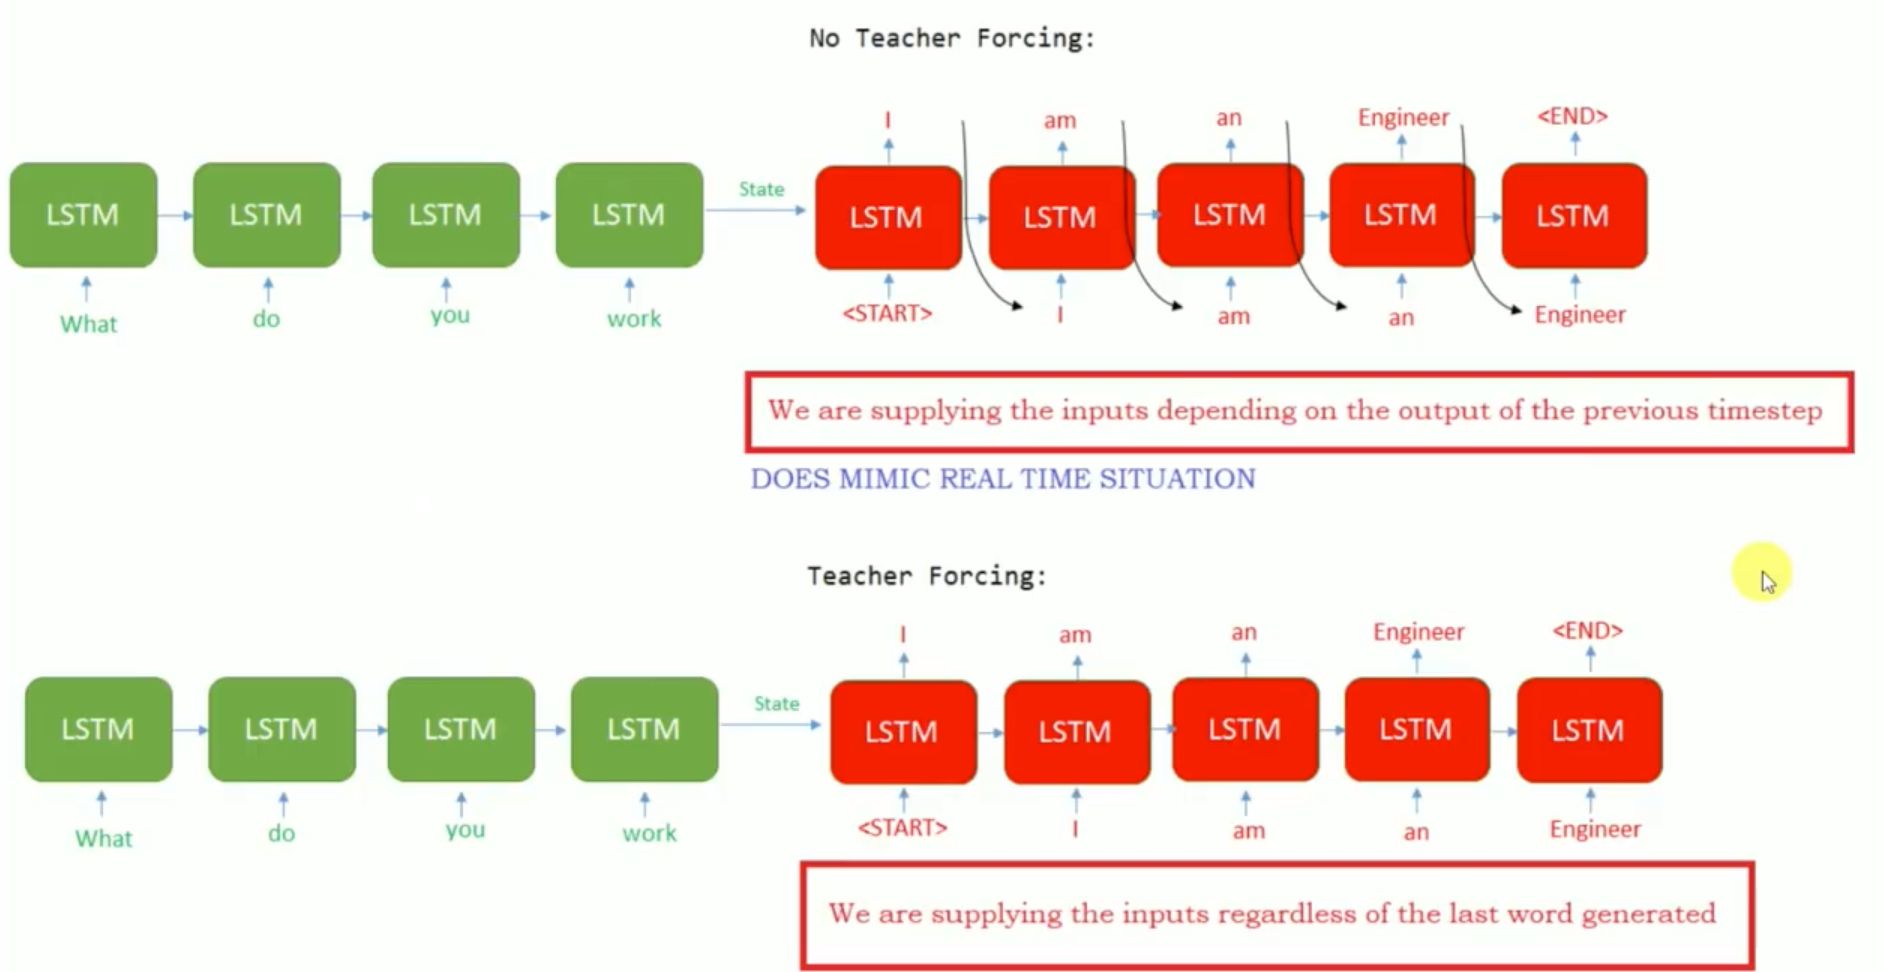 No Teacher Forcing:
I am an Engineer <END>
LSTM LSTM LSTM LSTM State LSTM LSTM LSTM LSTM LSTM
What do you work <START> I am an Engineer
We are supplying the inputs depending on the output of the previous timestep
DOES MIMIC REAL TIME SITUATION
Teacher Forcing:
I am an Engineer <END>
LSTM LSTM LSTM LSTM State LSTM LSTM LSTM LSTM LSTM
What do you work <START> I am an Engineer
We are supplying the inputs regardless of the last word generated